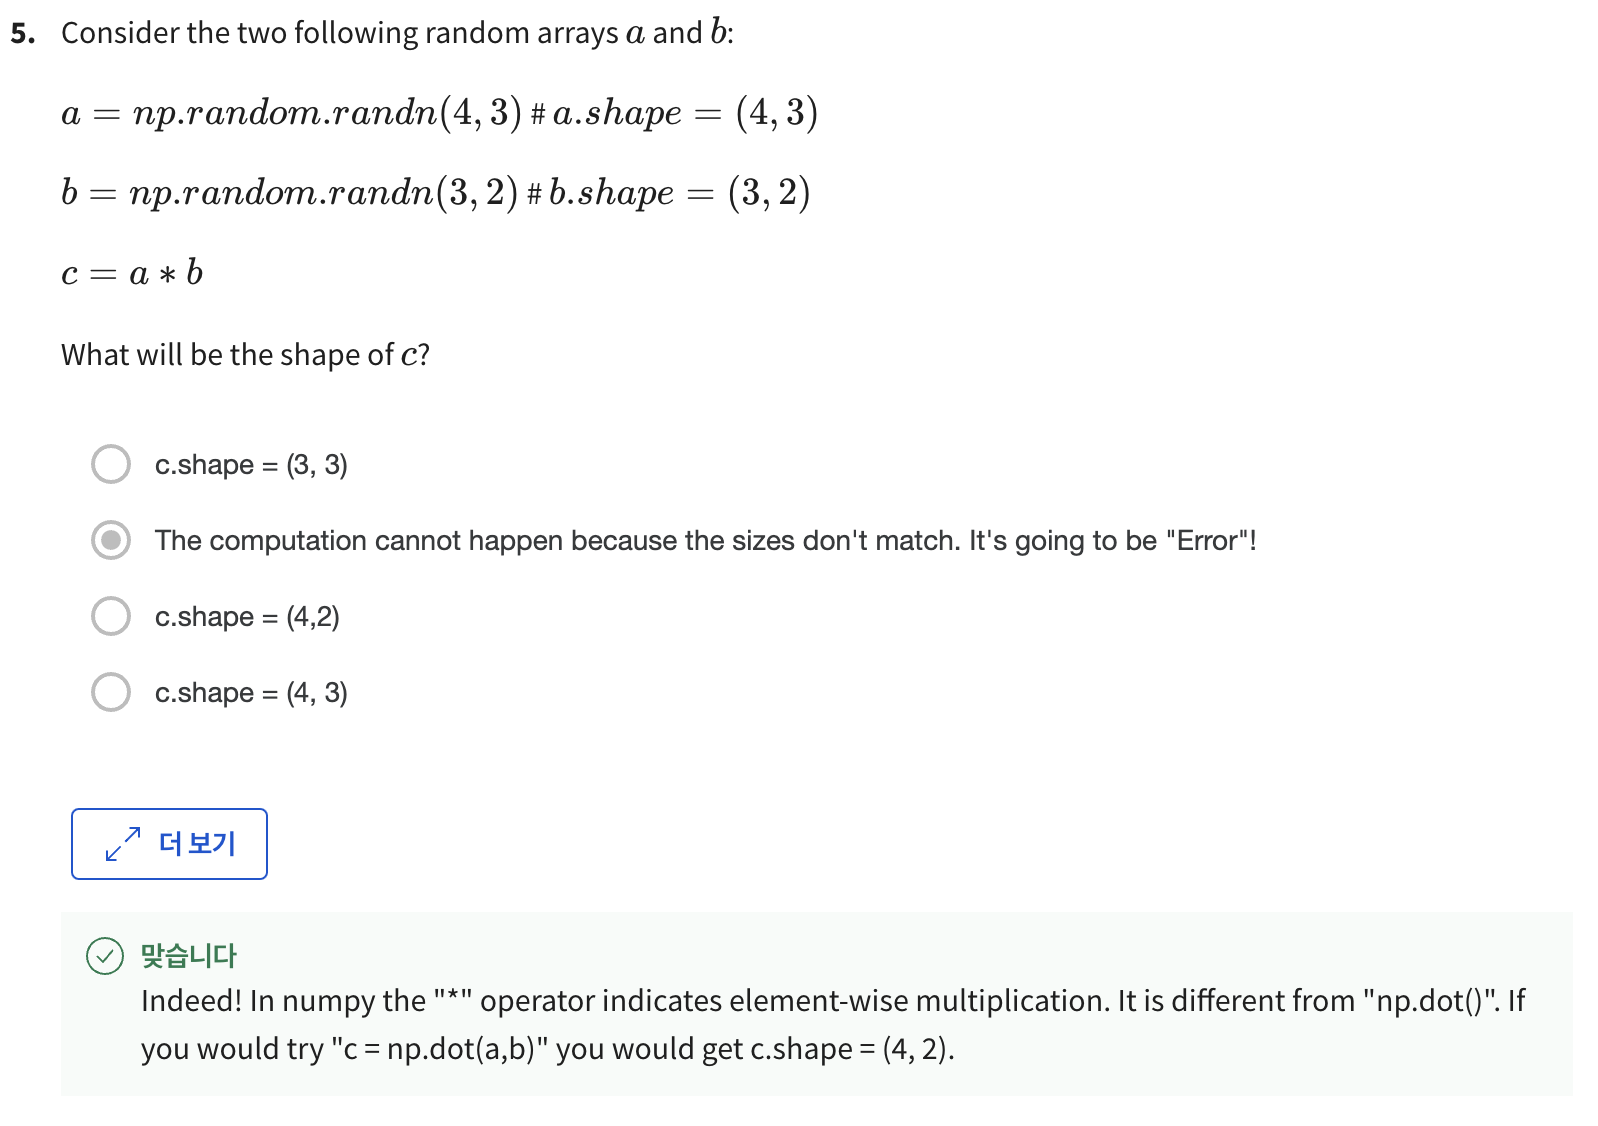 5. Consider the two following random arrays a and b:
a = np.random.randn(4, 3) # a.shape = (4, 3)
b = np.random.randn(3, 2) # b.shape = (3, 2)
c = a ∗ b
What will be the shape of c?
c.shape = (3, 3)
The computation cannot happen because the sizes don't match. It's going to be "Error"!
c.shape = (4,2)
c.shape = (4, 3)
더 보기
맞습니다
Indeed! In numpy the "*" operator indicates element-wise multiplication. It is different from "np.dot()". If
you would try "c = np.dot(a,b)" you would get c.shape = (4, 2).